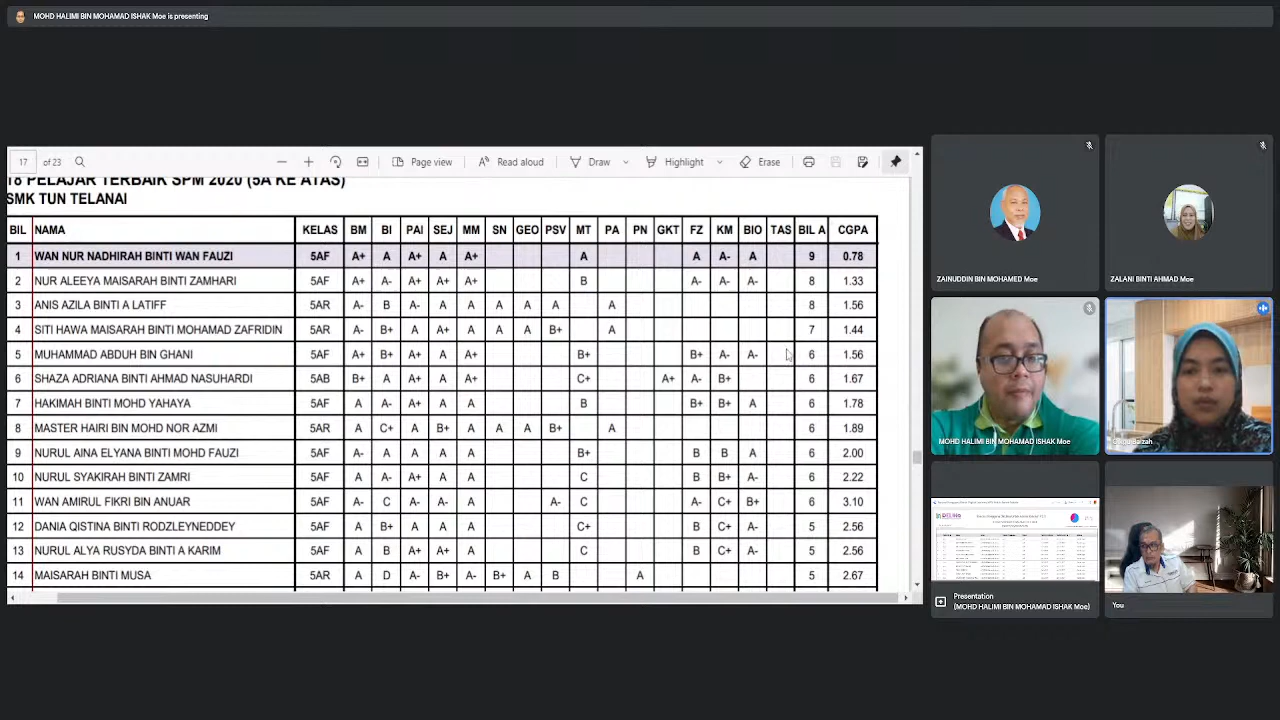 MOHD HALIMI BIN MOHAMAD ISHAK Moe is presenting
17 of 23 Page view Read aloud Draw Highlight Erase
18 PELAJAR TERBAIK SPM 2020 (5A KE ATAS)
SMK TUN TELANAI
BIL NAMA KELAS BM BI PAI SEJ MM SN GEO PSV MT PA PN GKT FZ KM BIO TAS BIL A CGPA
1 WAN NUR NADHIRAH BINTI WAN FAUZI 5AF A+ A A+ A A+ A A A- A 9 0.78
2 NUR ALEEYA MAISARAH BINTI ZAMHARI 5AF A+ A- A+ A A+ B A- A- A- 8 1.33
3 ANIS AZILA BINTI A LATIFF 5AR A- B A- A A A A A A 8 1.56
4 SITI HAWA MAISARAH BINTI MOHAMAD ZAFRIDIN 5AR A- B+ A A+ A A A B+ A 7 1.44
5 MUHAMMAD ABDUH BIN GHANI 5AF A+ B+ A+ A A+ B+ B+ A- A- 6 1.56
6 SHAZA ADRIANA BINTI AHMAD NASUHARDI 5AB B+ A A+ A A+ C+ A+ A- B+ 6 1.67
7 HAKIMAH BINTI MOHD YAHAYA 5AF A A- A+ A A B B+ B+ A 6 1.78
8 MASTER HAIRI BIN MOHD NOR AZMI 5AR A C+ A B+ A A A B+ A 6 1.89
9 NURUL AINA ELYANA BINTI MOHD FAUZI 5AF A- A A A A B+ B B A 6 2.00
10 NURUL SYAKIRAH BINTI ZAMRI 5AF A A- A+ A A C B B+ A- 6 2.22
11 WAN AMIRUL FIKRI BIN ANUAR 5AF A- C A- A- A A- C A- C+ B+ 6 3.10
12 DANIA QISTINA BINTI RODZLEYNEDDEY 5AF A B+ A A A C+ B C+ A- 5 2.56
13 NURUL ALYA RUSYDA BINTI A KARIM 5AF A B A+ A+ A C B C+ A- 5 2.56
14 MAISARAH BINTI MUSA 5AR A- A A- B+ A- B+ A B A 5 2.67
ZAINUDDIN BIN MOHAMED Moe
ZALANI BINTI AHMAD Moe
MOHD HALIMI BIN MOHAMAD ISHAK Moe
Presentation
(MOHD HALIMI BIN MOHAMAD ISHAK Moe)
You